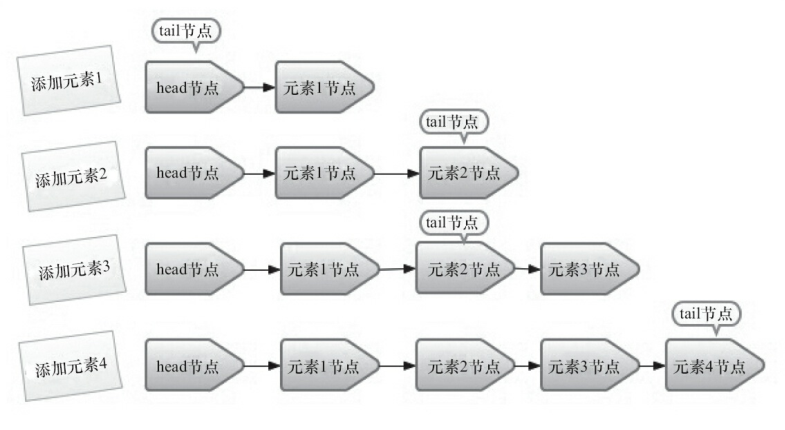 tail节点
添加元素1
head节点
元素1节点
tail节点
添加元素2
head节点
元素1节点
元素2节点
tail节点
添加元素3
head节点
元素1节点
元素2节点
元素3节点
tail节点
添加元素4
head节点
元素1节点
元素2节点
元素3节点
元素4节点